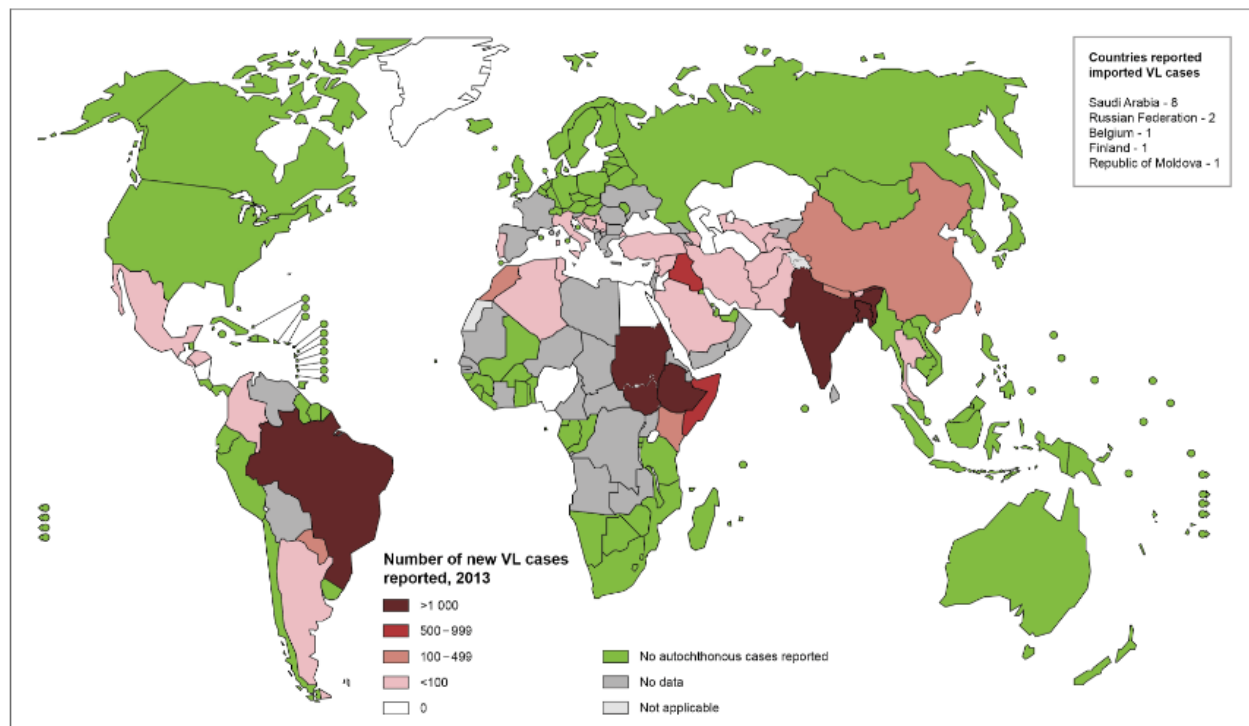 Countries reported
imported VL cases
Saudi Arabia - 8
Russian Federation - 2
Belgium - 1
Finland - 1
Republic of Moldova - 1
Number of new VL cases
reported, 2013
>1 000
500–999
100–499
<100
0
No autochthonous cases reported
No data
Not applicable